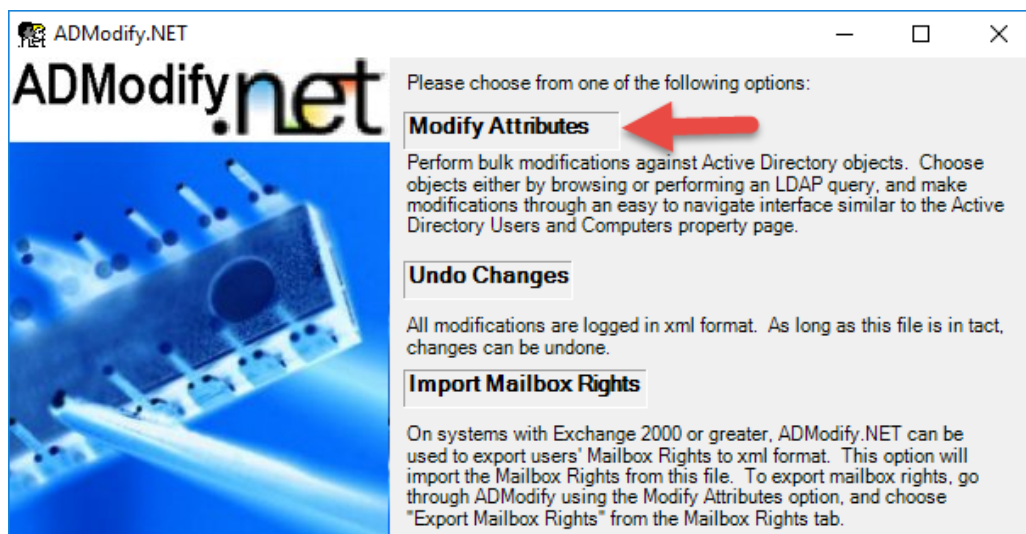 ADModify.NET
ADModify
.net
Please choose from one of the following options:
Modify Attributes
Perform bulk modifications against Active Directory objects.  Choose
objects either by browsing or performing an LDAP query, and make
modifications through an easy to navigate interface similar to the Active
Directory Users and Computers property page.
Undo Changes
All modifications are logged in xml format.  As long as this file is in tact,
changes can be undone.
Import Mailbox Rights
On systems with Exchange 2000 or greater, ADModify.NET can be
used to export users' Mailbox Rights to xml format.  This option will
import the Mailbox Rights from this file.  To export mailbox rights, go
through ADModify using the Modify Attributes option, and choose
"Export Mailbox Rights" from the Mailbox Rights tab.